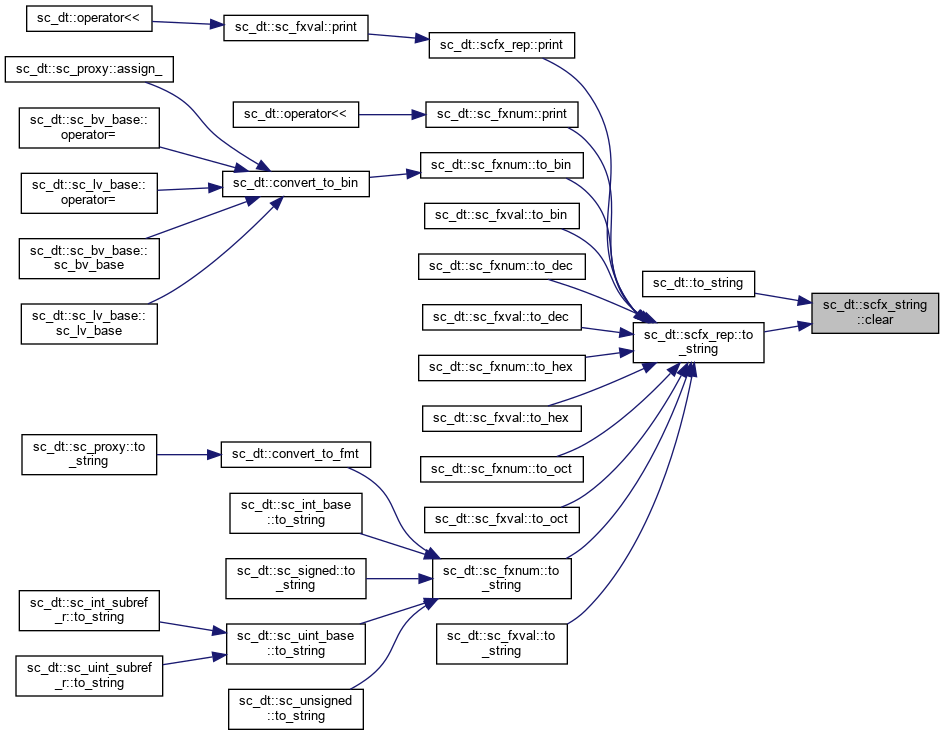 sc_dt::operator<<
sc_dt::sc_fxval::print
sc_dt::scfx_rep::print
sc_dt::sc_proxy::assign_
sc_dt::operator<<
sc_dt::sc_fxnum::print
sc_dt::sc_bv_base::
operator=
sc_dt::sc_fxnum::to_bin
sc_dt::convert_to_bin
sc_dt::sc_lv_base::
operator=
sc_dt::sc_fxval::to_bin
sc_dt::sc_bv_base::
sc_bv_base
sc_dt::sc_fxnum::to_dec
sc_dt::to_string
sc_dt::scfx_string
::clear
sc_dt::sc_lv_base::
sc_lv_base
sc_dt::sc_fxval::to_dec
sc_dt::scfx_rep::to
_string
sc_dt::sc_fxnum::to_hex
sc_dt::sc_fxval::to_hex
sc_dt::sc_proxy::to
_string
sc_dt::convert_to_fmt
sc_dt::sc_fxnum::to_oct
sc_dt::sc_int_base
::to_string
sc_dt::sc_fxval::to_oct
sc_dt::sc_signed::to
_string
sc_dt::sc_fxnum::to
_string
sc_dt::sc_int_subref
_r::to_string
sc_dt::sc_uint_base
::to_string
sc_dt::sc_fxval::to
_string
sc_dt::sc_uint_subref
_r::to_string
sc_dt::sc_unsigned
::to_string